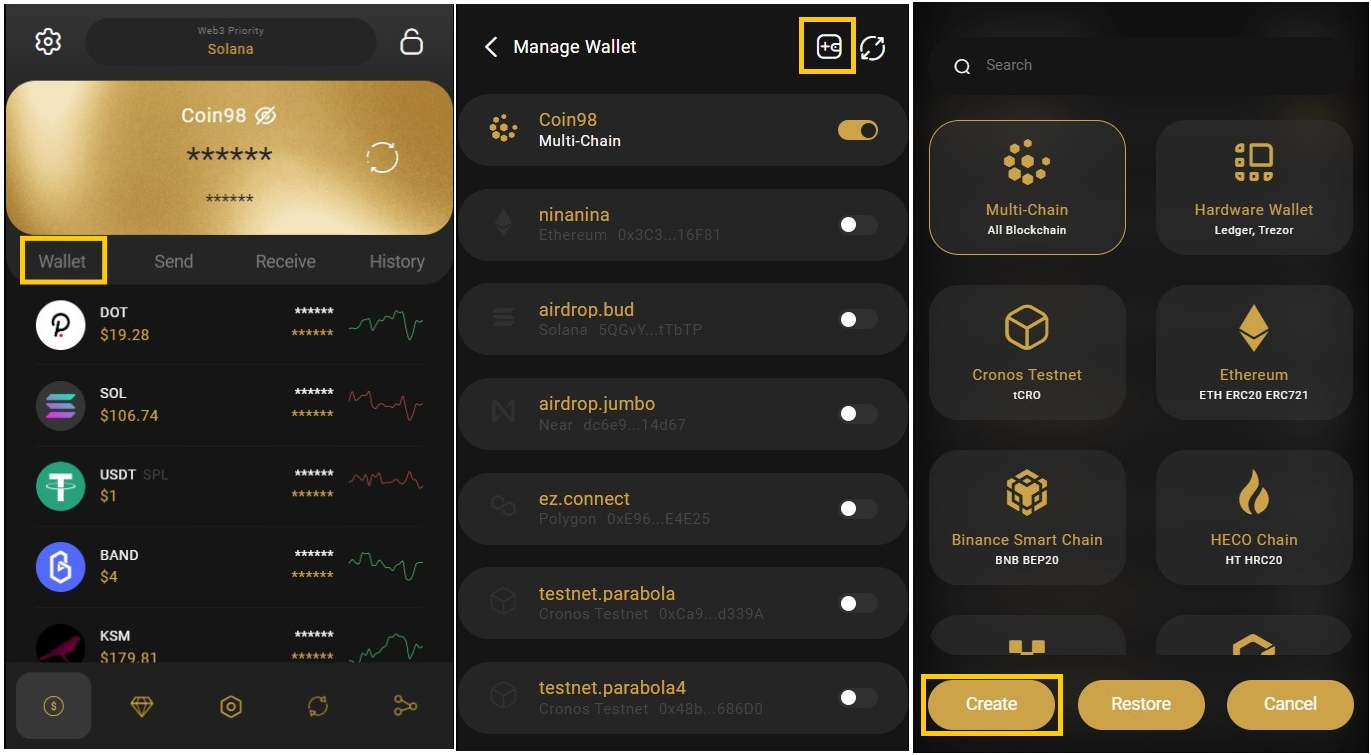 Web3 Priority
Solana
Coin98
******
******
Wallet Send Receive History
DOT ******
$19.28 ******
SOL ******
$106.74 ******
USDT SPL ******
$1 ******
BAND ******
$4 ******
KSM ******
$179.81 ******
Manage Wallet
Coin98
Multi-Chain
ninanina
Ethereum 0x3C3...16F81
airdrop.bud
Solana 5QGvY...tTbTP
airdrop.jumbo
Near dc6e9...14d67
ez.connect
Polygon 0xE96...E4E25
testnet.parabola
Cronos Testnet 0xCa9...d339A
testnet.parabola4
Cronos Testnet 0x48b...686D0
Search
Multi-Chain
All Blockchain
Hardware Wallet
Ledger, Trezor
Cronos Testnet
tCRO
Ethereum
ETH ERC20 ERC721
Binance Smart Chain
BNB BEP20
HECO Chain
HT HRC20
Create Restore Cancel